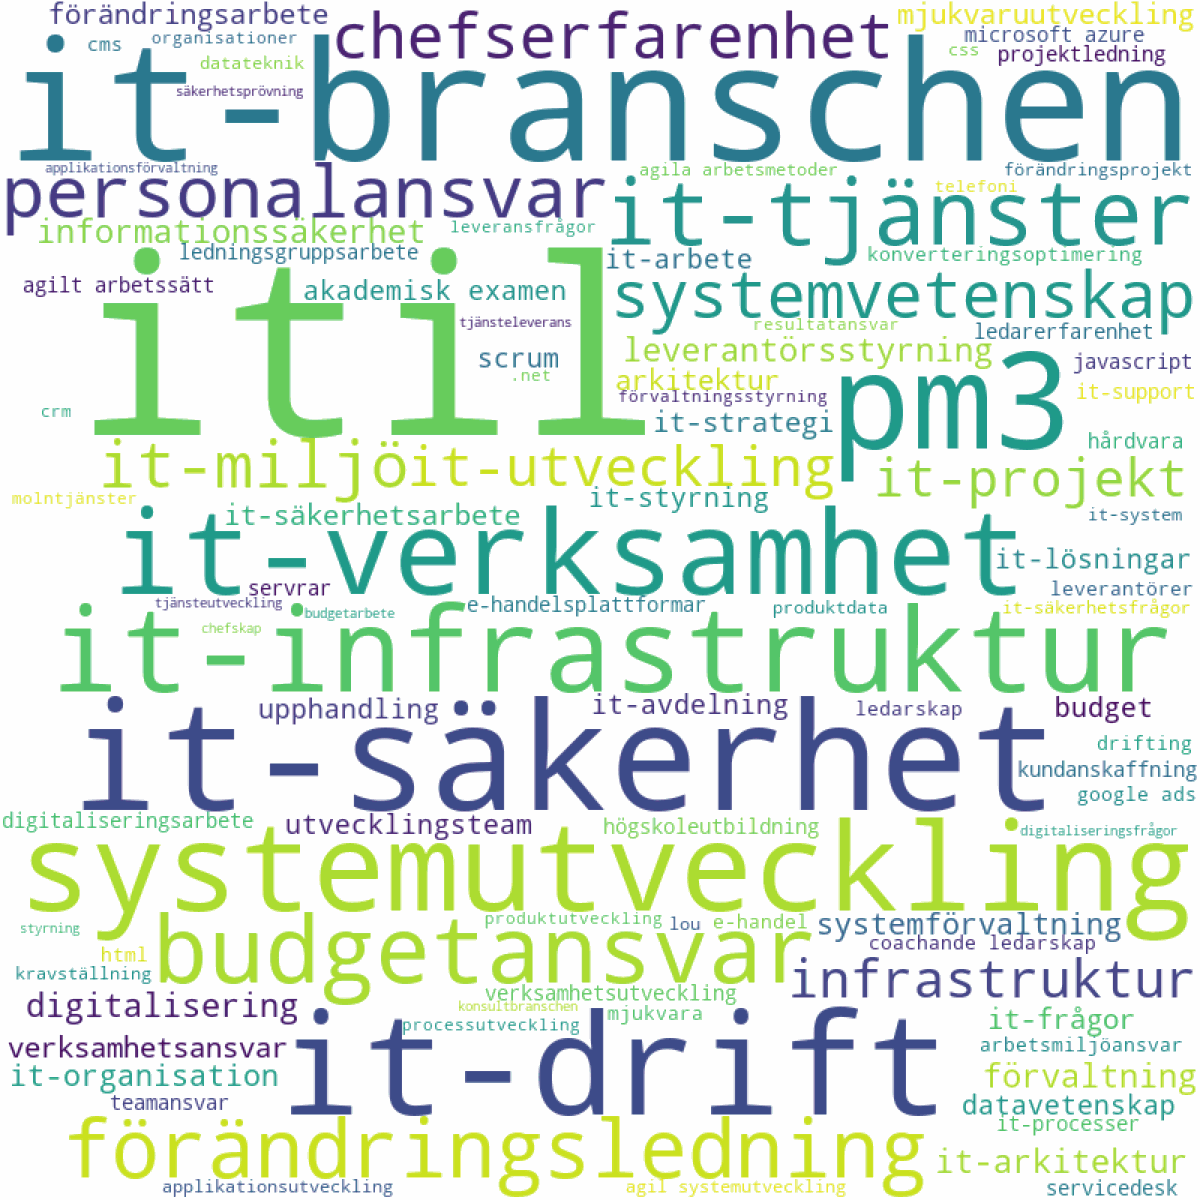 förändringsarbete
chefserfarenhet
mjukvaruutveckling
cms
organisationer
microsoft azure
css
projektledning
datateknik
säkerhetsprövning
it-branschen
applikationsförvaltning
agila arbetsmetoder
förändringsprojekt
personalansvar
it-tjänster
telefoni
informationssäkerhet
leveransfrågor
ledningsgruppsarbete
it-arbete
konverteringsoptimering
agilt arbetssätt
akademisk examen
systemvetenskap
itil
tjänsteleverans
resultatansvar
ledarerfarenhet
scrum
leverantörsstyrning
javascript
.net
arkitektur
pm3
it-support
crm
förvaltningsstyrning
it-strategi
hårdvara
it-miljö
it-utveckling
it-projekt
molntjänster
it-styrning
it-säkerhetsarbete
it-system
it-verksamhet
it-lösningar
servrar
leverantörer
tjänsteutveckling
budgetarbete
e-handelsplattformar
produktdata
it-säkerhetsfrågor
chefskap
it-infrastruktur
upphandling
it-avdelning
ledarskap
budget
it-säkerhet
drifting
kundanskaffning
google ads
digitaliseringsarbete
utvecklingsteam
högskoleutbildning
digitaliseringsfrågor
systemutveckling
styrning
produktutveckling
lou
e-handel
systemförvaltning
html
budgetansvar
coachande ledarskap
kravställning
infrastruktur
digitalisering
verksamhetsutveckling
konsultbranschen
mjukvara
it-frågor
processutveckling
verksamhetsansvar
it-drift
arbetsmiljöansvar
it-organisation
förvaltning
teamansvar
datavetenskap
it-processer
förändringsledning
it-arkitektur
applikationsutveckling
agil systemutveckling
servicedesk